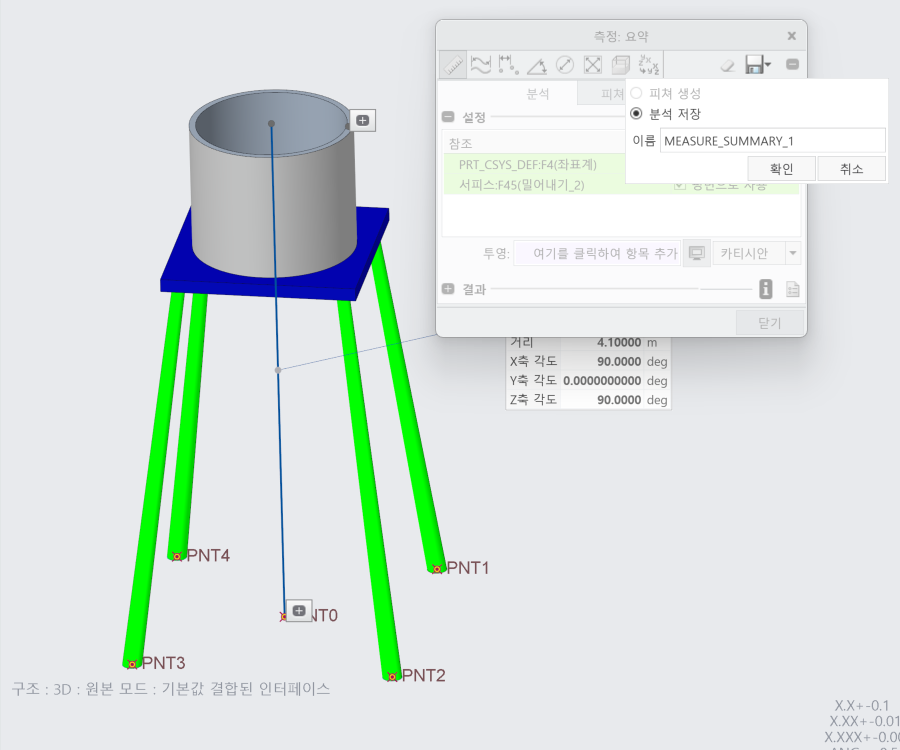 측정: 요약
분석
피쳐
피쳐 생성
분석 저장
이름 MEASURE_SUMMARY_1
확인 취소
설정
참조
PRT_CSYS_DEF:F4(좌표계)
서피스:F45(밀어내기_2)
투영: 여기를 클릭하여 항목 추가 카티시안
결과
닫기
거리 4.10000 m
X축 각도 90.0000 deg
Y축 각도 0.0000000000 deg
Z축 각도 90.0000 deg
PNT4
PNT1
NT0
PNT3
PNT2
구조 : 3D : 원본 모드 : 기본값 결합된 인터페이스
X.X+-0.1
X.XX+-0.01
X.XXX+-0.00